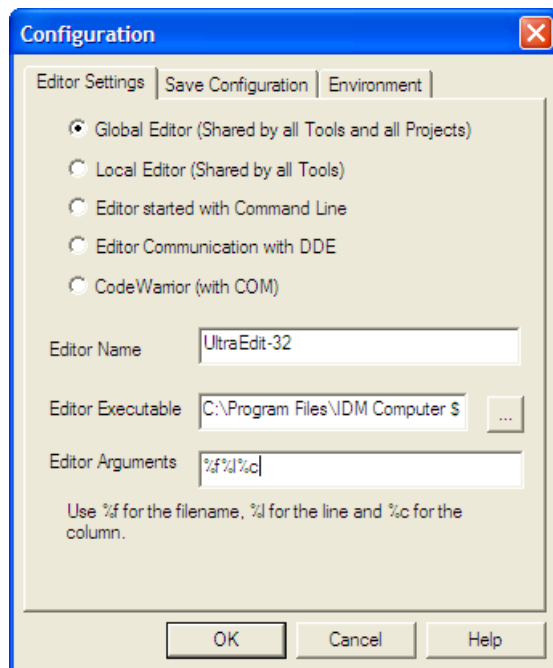 Configuration
Editor Settings Save Configuration Environment
Global Editor (Shared by all Tools and all Projects)
Local Editor (Shared by all Tools)
Editor started with Command Line
Editor Communication with DDE
CodeWarrior (with COM)
Editor Name UltraEdit-32
Editor Executable C:\Program Files\IDM Computer $ ...
Editor Arguments %f%l%c
Use %f for the filename, %l for the line and %c for the
column.
OK Cancel Help